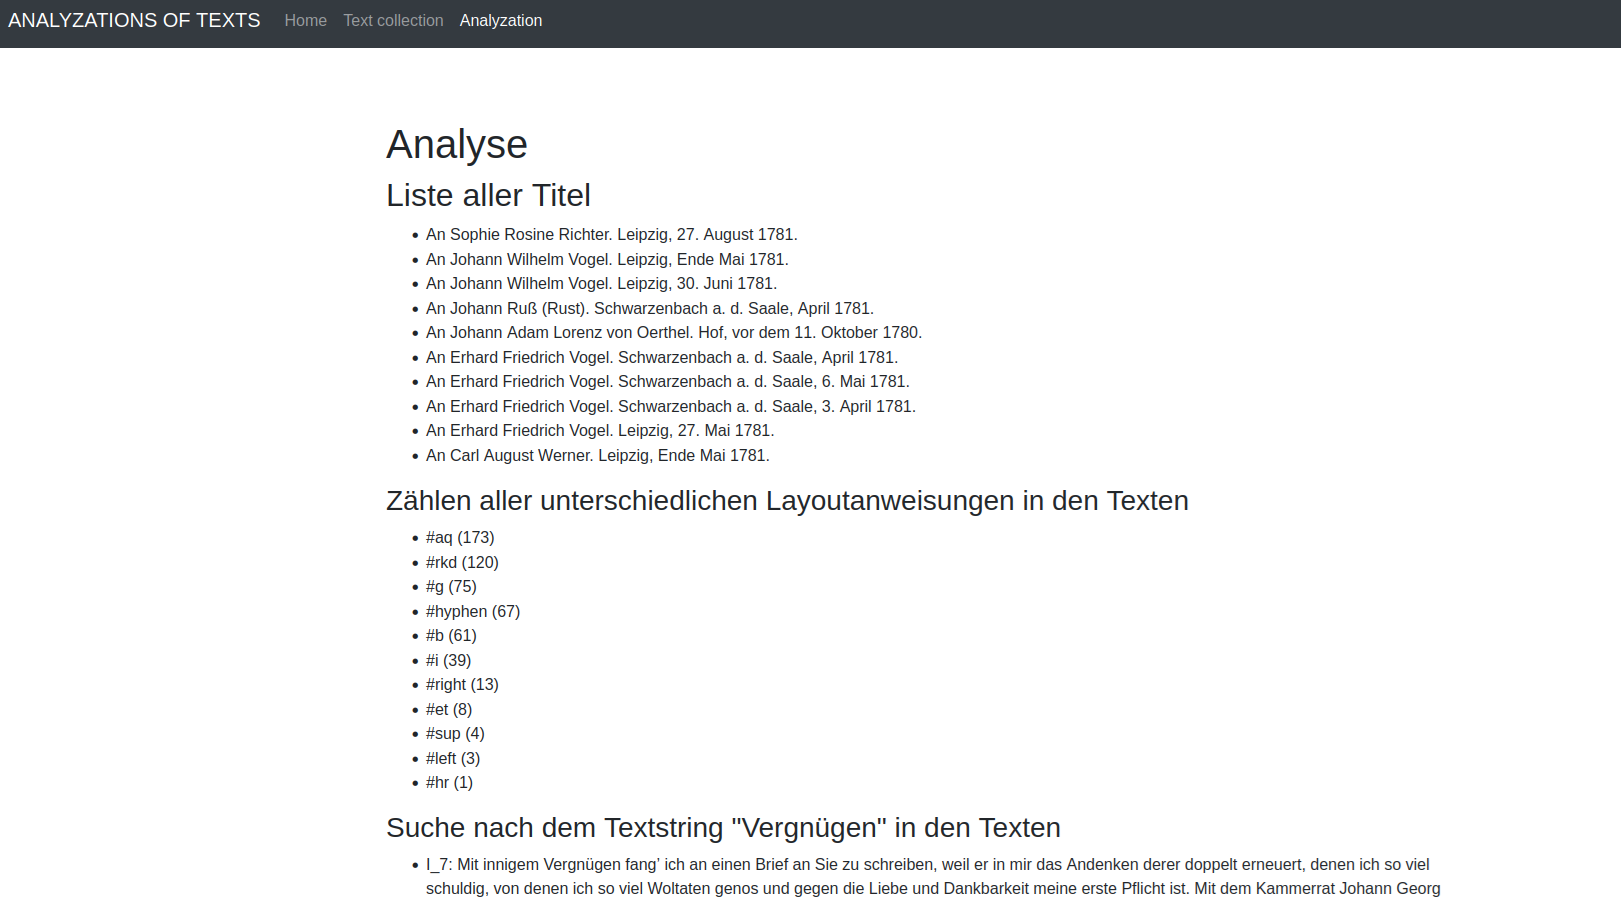 ANALYZATIONS OF TEXTS Home Text collection Analyzation
Analyse
Liste aller Titel
An Sophie Rosine Richter. Leipzig, 27. August 1781.
An Johann Wilhelm Vogel. Leipzig, Ende Mai 1781.
An Johann Wilhelm Vogel. Leipzig, 30. Juni 1781.
An Johann Ruß (Rust). Schwarzenbach a. d. Saale, April 1781.
An Johann Adam Lorenz von Oerthel. Hof, vor dem 11. Oktober 1780.
An Erhard Friedrich Vogel. Schwarzenbach a. d. Saale, April 1781.
An Erhard Friedrich Vogel. Schwarzenbach a. d. Saale, 6. Mai 1781.
An Erhard Friedrich Vogel. Schwarzenbach a. d. Saale, 3. April 1781.
An Erhard Friedrich Vogel. Leipzig, 27. Mai 1781.
An Carl August Werner. Leipzig, Ende Mai 1781.
Zählen aller unterschiedlichen Layoutanweisungen in den Texten
#aq (173)
#rkd (120)
#g (75)
#hyphen (67)
#b (61)
#i (39)
#right (13)
#et (8)
#sup (4)
#left (3)
#hr (1)
Suche nach dem Textstring "Vergnügen" in den Texten
I_7: Mit innigem Vergnügen fang’ ich an einen Brief an Sie zu schreiben, weil er in mir das Andenken derer doppelt erneuert, denen ich so viel
schuldig, von denen ich so viel Woltaten genos und gegen die Liebe und Dankbarkeit meine erste Pflicht ist. Mit dem Kammerrat Johann Georg